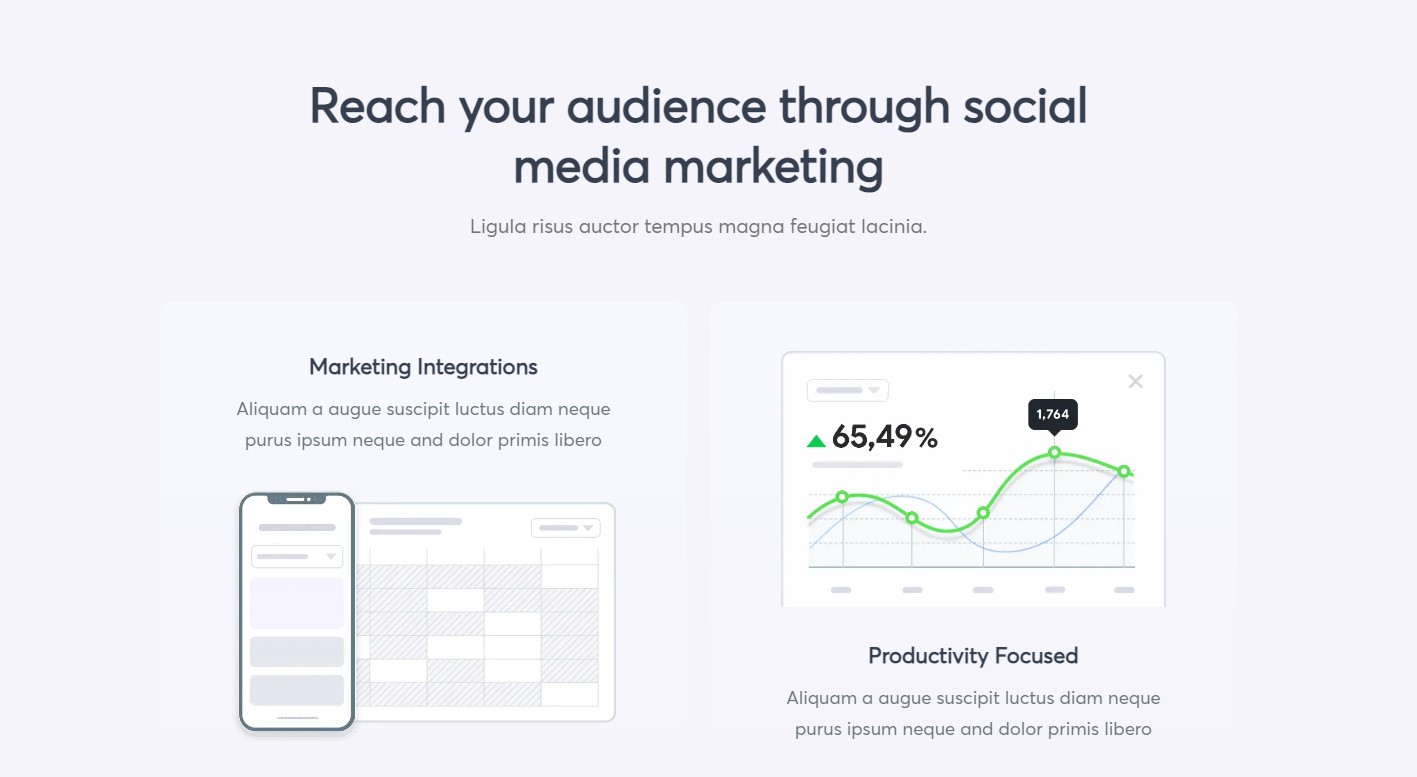 Reach your audience through social
media marketing
Ligula risus auctor tempus magna feugiat lacinia.
Marketing Integrations
Aliquam a augue suscipit luctus diam neque
purus ipsum neque and dolor primis libero
1,764
65,49%
Productivity Focused
Aliquam a augue suscipit luctus diam neque
purus ipsum neque and dolor primis libero